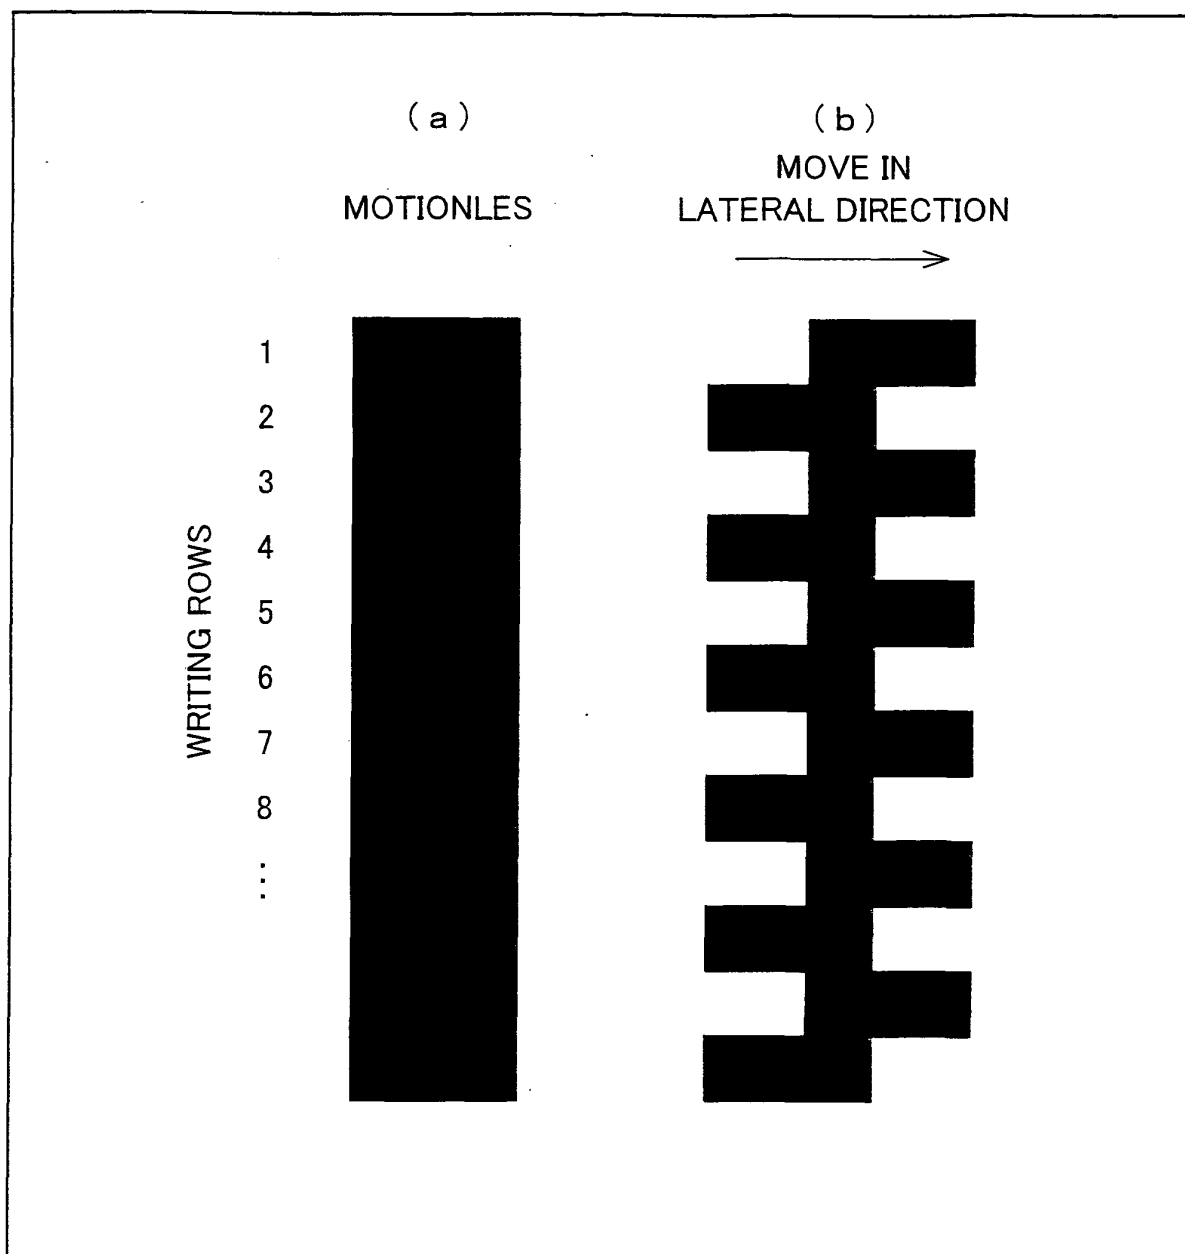 (a)
MOTIONLES
(b)
MOVE IN
LATERAL DIRECTION
WRITING ROWS
1
2
3
4
5
6
7
8
⋮